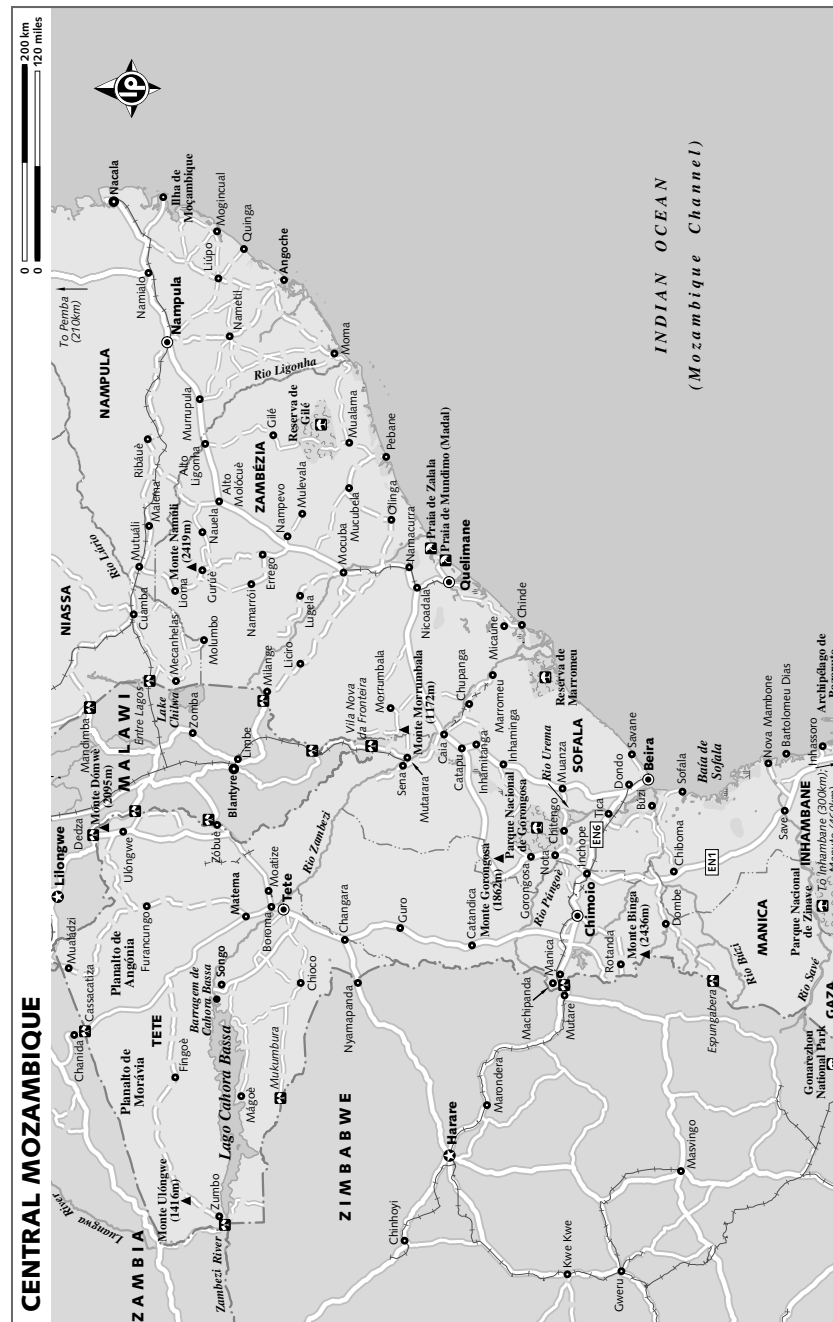 CENTRAL MOZAMBIQUE
0 200 km
0 120 miles
lp
INDIAN OCEAN
(Mozambique Channel)
ZAMBIA
Luangwa
River
Zambezi River
Zumbo
Monte Ulóngwe
(1416m)
Planalto de
Morávia
TETE
Fingoè
Chanida
Cassacatiza
Mualádzi
Lilongwe
Planalto de
Angónia
Furancungo
Dedza
Monte Dómwè
(2095m)
Ulóngwe
Zóbuè
Lago Cahora Bassa
Mágoè
Mukumbura
Barragem de
Cahora Bassa
Songo
Chioco
Matema
Boroma
Moatize
Tete
Changara
Nyamapanda
Guro
Catandica
Rio Zambezi
MALAWI
Mandimba
Entre Lagos
Lake
Chilwa
Zomba
Limbe
Blantyre
Milange
NIASSA
Cuamba
Mecanhelas
Molumbo
Mutuáli
Rio Lúrio
Malema
Ribáuè
Lioma
Monte Namúli
(2419m)
Gurúè
Nauela
Namarrói
Errego
Liciro
Lugela
NAMPULA
To Pemba
(210km)
Namialo
Nacala
Ilha de
Moçambique
Nampula
Mogincual
Liúpo
Quinga
Nametil
Angoche
Murrupula
Rio Ligonha
Moma
Alto
Ligonha
Alto
Molócuè
ZAMBÉZIA
Gilé
Reserva de
Gilé
Nampevo
Mulevala
Mualama
Mucubela
Pebane
Olinga
Mocuba
Namacurra
Nicoadala
Praia de Zalala
Praia de Mundimo (Madal)
Quelimane
Vila Nova
da Fronteira
Morrumbala
Monte Morrumbala
(1172m)
Sena
Mutarara
Caia
Catapu
Chupanga
Inhamitanga
Inhaminga
Marromeu
Micaúne
Chinde
Reserva de
Marromeu
SOFALA
Rio Urema
Muanza
Chitengo
Parque Nacional
de Gorongosa
Monte Gorongosa
(1862m)
Gorongosa
Nota
Rio Púngoè
Inchope
EN6
Tica
Dondo
Savane
Beira
Búzi
Sofala
Baía de
Sofala
Chiboma
EN1
Chimoio
Manica
Machipanda
Mutare
Rotanda
Monte Binga
(2436m)
Dombe
Espungabera
Rio Búzi
MANICA
Rio Savé
Parque Nacional
de Zinave
GAZA
Gonarezhou
National Park
INHAMBANE
Save
Nova Mambone
Bartolomeu Dias
Inhassoro
Archipélago de
To Inhambane (300km);
ZIMBABWE
Harare
Marondera
Chinhoyi
Kwe Kwe
Gweru
Masvingo